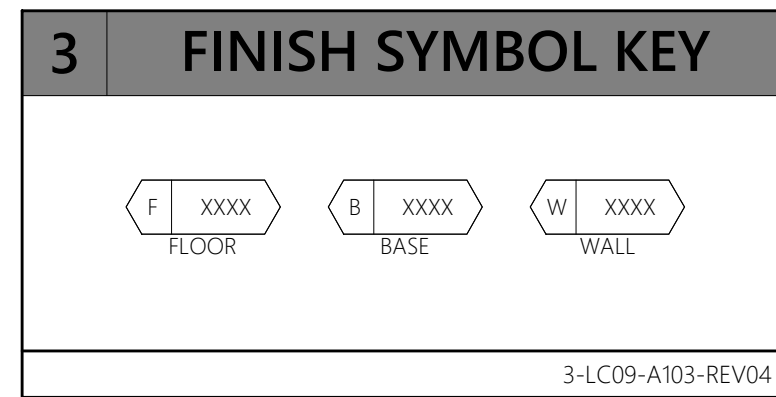 3 FINISH SYMBOL KEY
F XXXX B XXXX W XXXX
FLOOR BASE WALL
3-LC09-A103-REV04